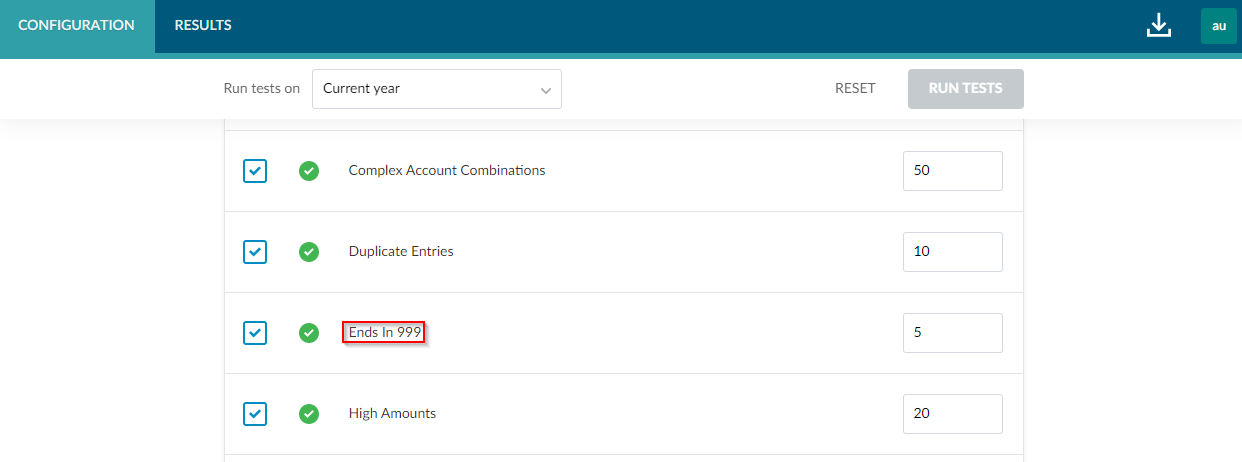 CONFIGURATION RESULTS au
Run tests on Current year RESET RUN TESTS
Complex Account Combinations 50
Duplicate Entries 10
Ends In 999 5
High Amounts 20